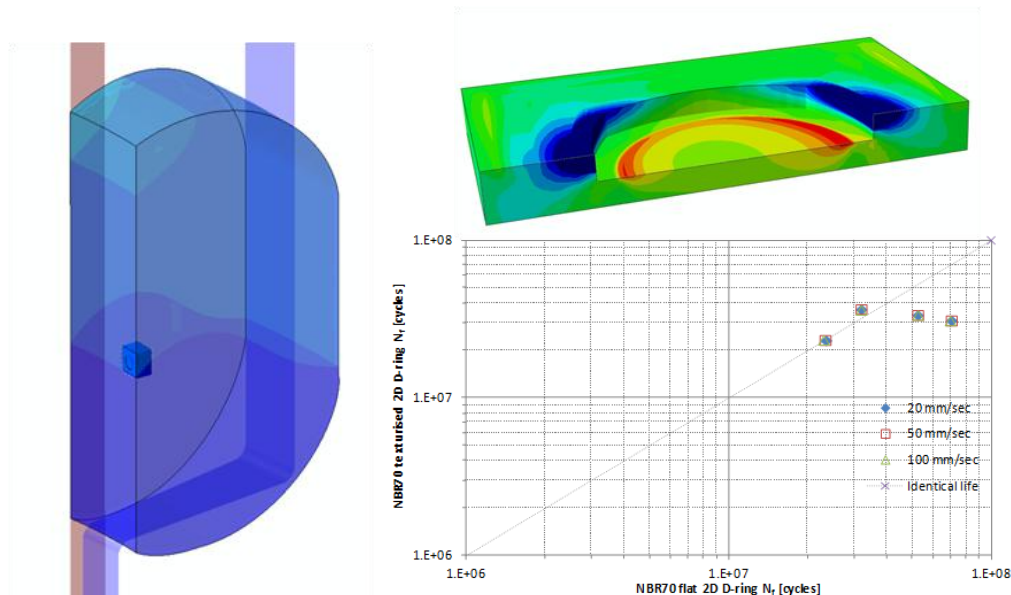 1.E+08
1.E+07
1.E+06
NBR70 texturised 2D D-ring Nf [cycles]
20 mm/sec
50 mm/sec
100 mm/sec
Identical life
1.E+06
1.E+07
1.E+08
NBR70 flat 2D D-ring Nf [cycles]